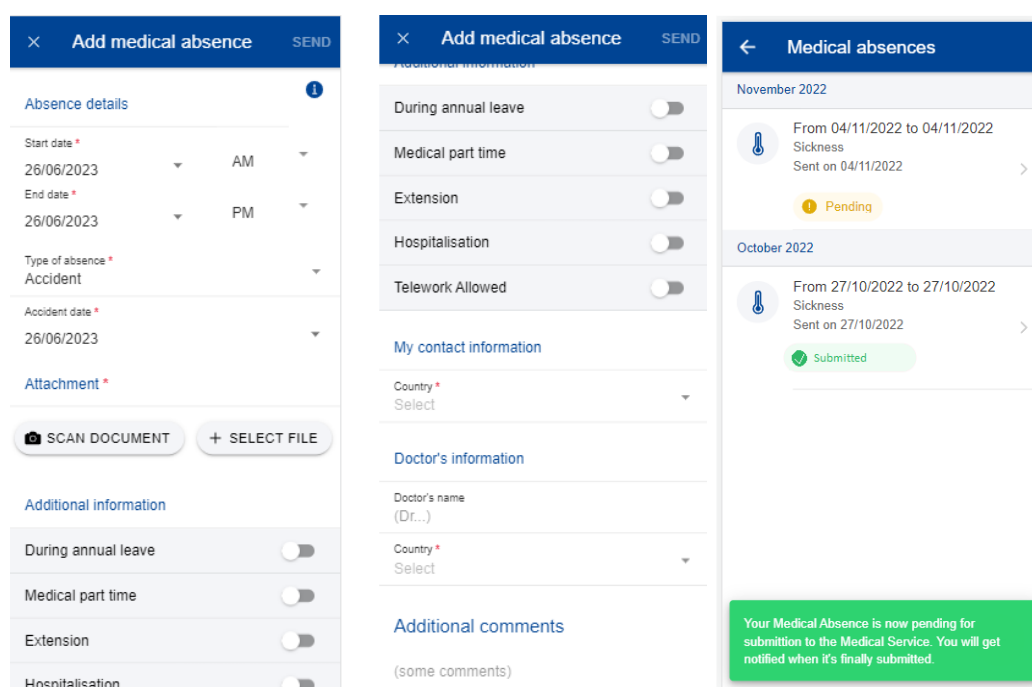 Add medical absence SEND
Absence details
Start date *
26/06/2023 AM
End date *
26/06/2023 PM
Type of absence *
Accident
Accident date *
26/06/2023
Attachment *
SCAN DOCUMENT + SELECT FILE
Additional information
During annual leave
Medical part time
Extension
Hospitalisation
Add medical absence SEND
Additional information
During annual leave
Medical part time
Extension
Hospitalisation
Telework Allowed
My contact information
Country *
Select
Doctor's information
Doctor's name
(Dr...)
Country *
Select
Additional comments
(some comments)
Medical absences
November 2022
From 04/11/2022 to 04/11/2022
Sickness
Sent on 04/11/2022
Pending
October 2022
From 27/10/2022 to 27/10/2022
Sickness
Sent on 27/10/2022
Submitted
Your Medical Absence is now pending for
submittion to the Medical Service. You will get
notified when it's finally submitted.